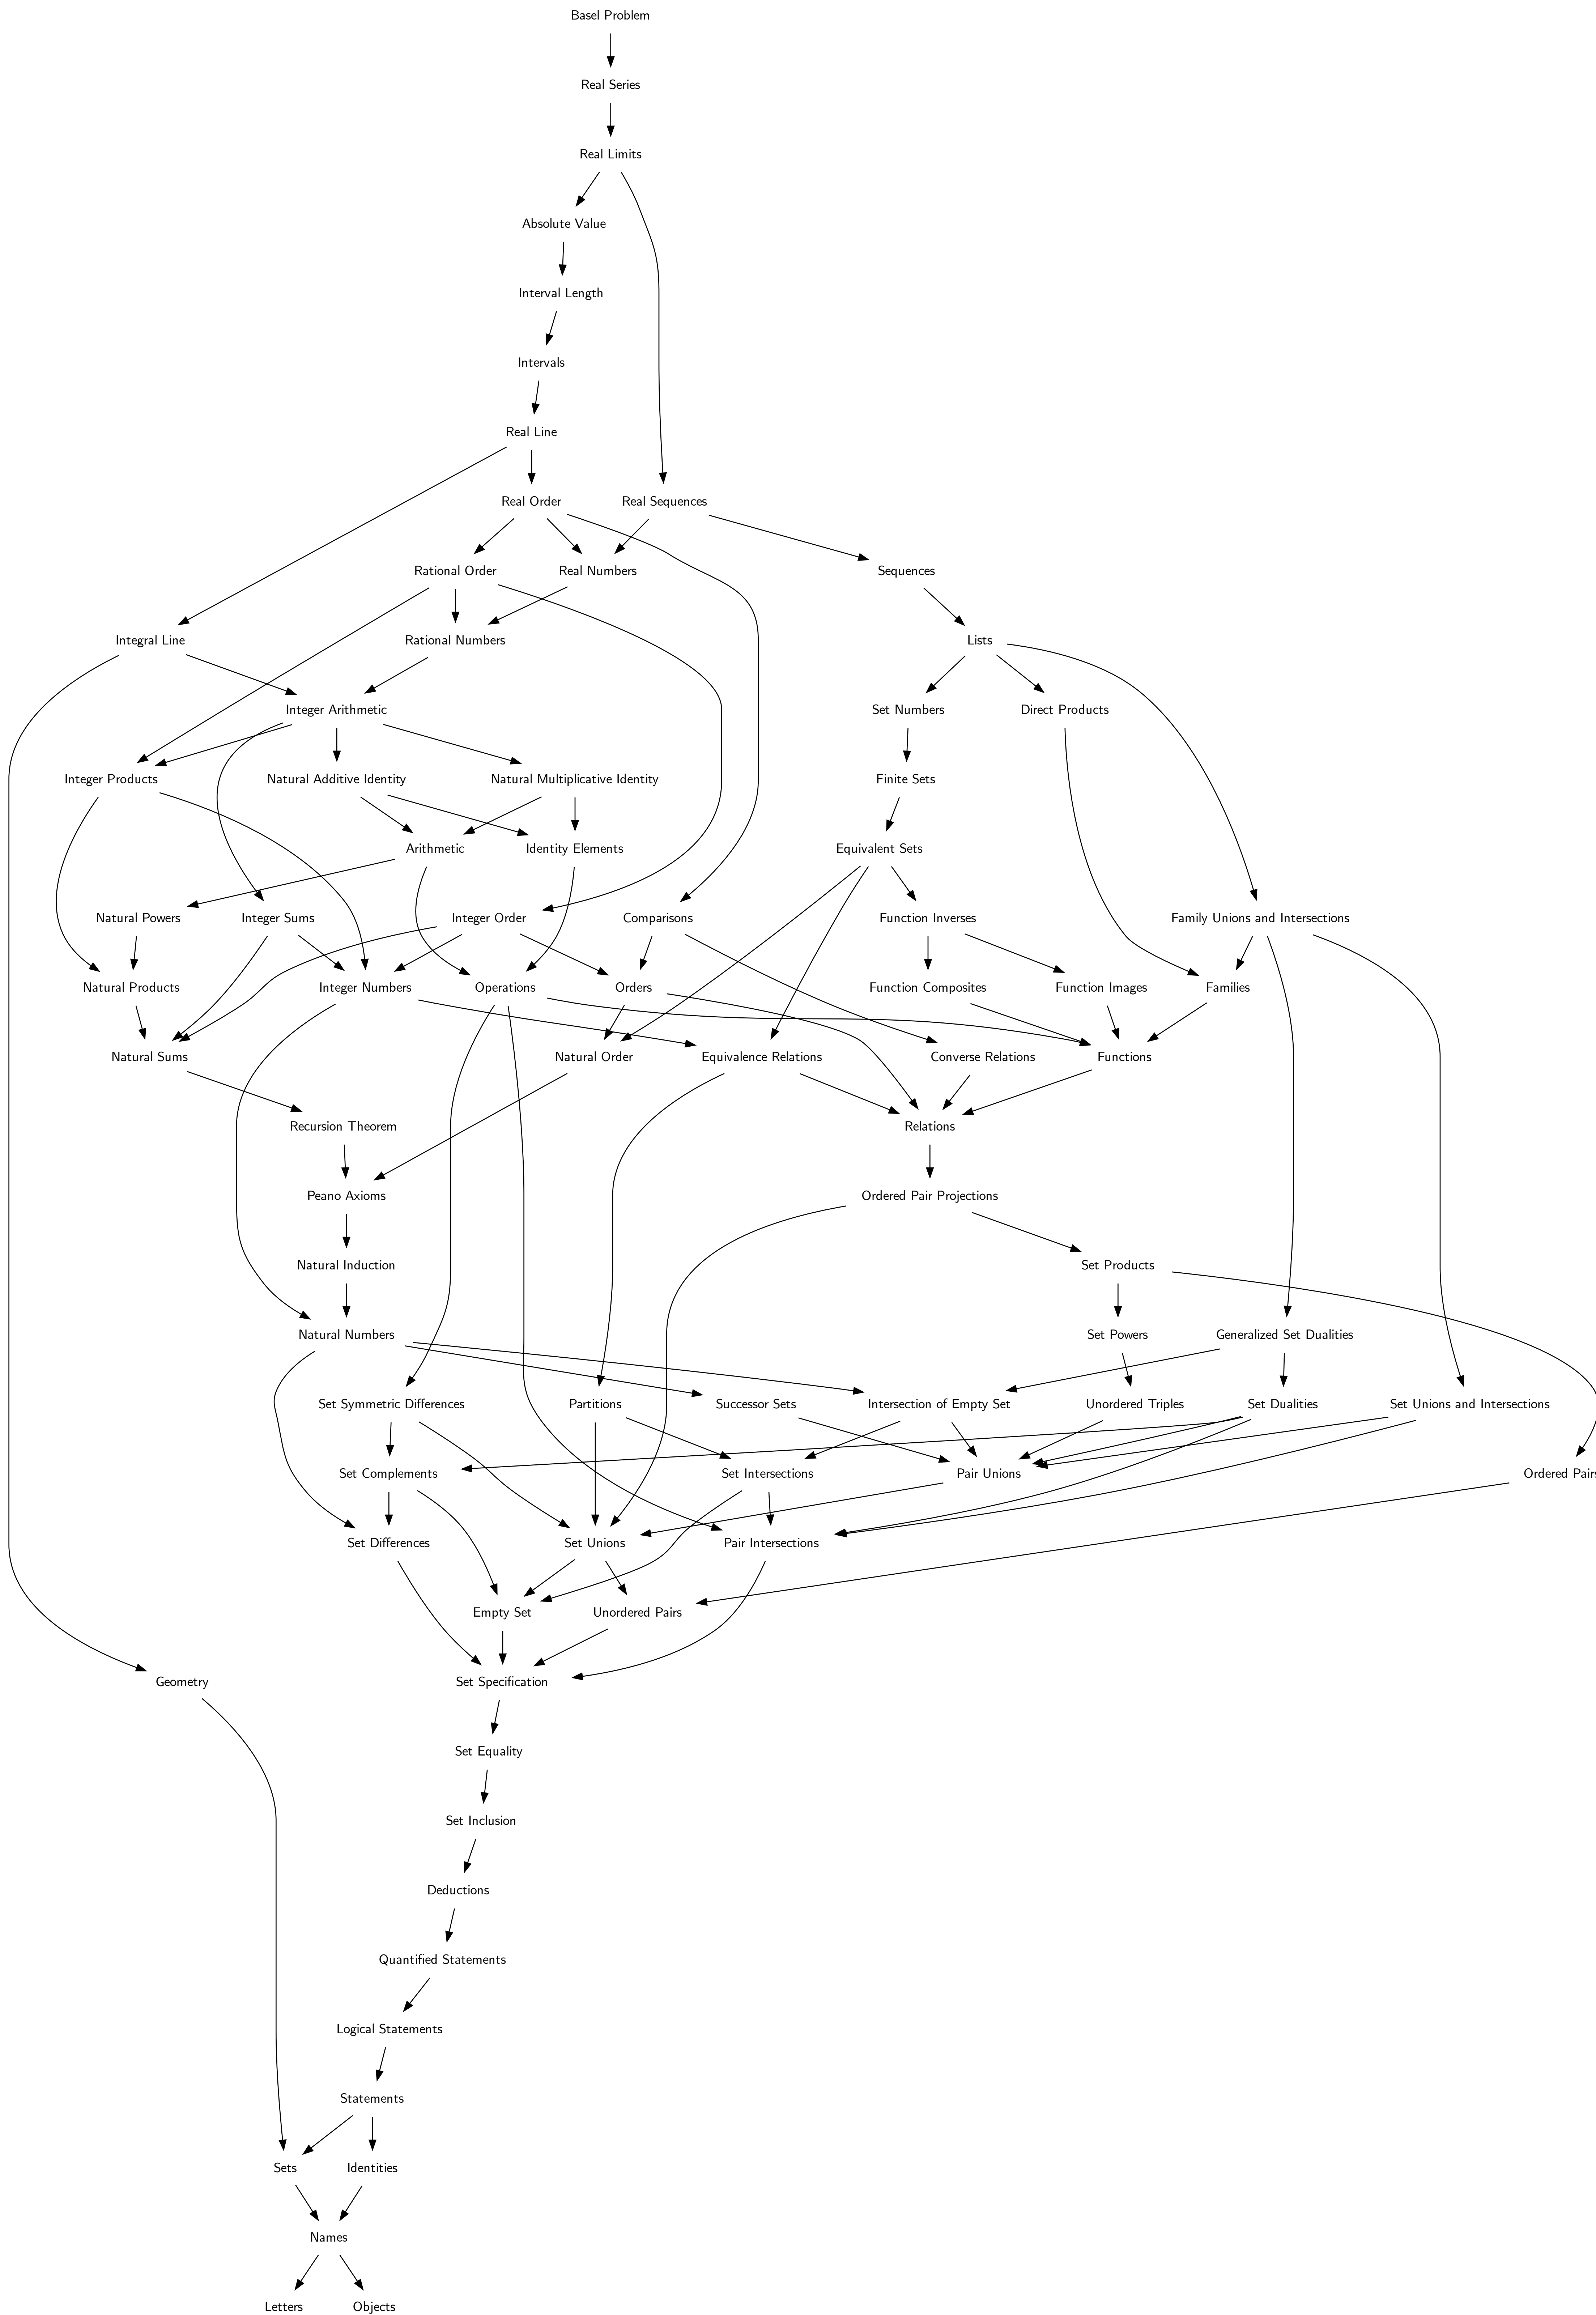 Basel Problem
Real Series
Real Limits
Absolute Value
Interval Length
Intervals
Real Line
Real Order
Real Sequences
Rational Order
Real Numbers
Sequences
Integral Line
Rational Numbers
Lists
Integer Arithmetic
Set Numbers
Direct Products
Integer Products
Natural Additive Identity
Natural Multiplicative Identity
Finite Sets
Arithmetic
Identity Elements
Equivalent Sets
Natural Powers
Integer Sums
Integer Order
Comparisons
Function Inverses
Family Unions and Intersections
Natural Products
Integer Numbers
Operations
Orders
Function Composites
Function Images
Families
Natural Sums
Natural Order
Equivalence Relations
Converse Relations
Functions
Recursion Theorem
Relations
Peano Axioms
Ordered Pair Projections
Natural Induction
Set Products
Natural Numbers
Set Powers
Generalized Set Dualities
Set Symmetric Differences
Partitions
Successor Sets
Intersection of Empty Set
Unordered Triples
Set Dualities
Set Unions and Intersections
Set Complements
Set Intersections
Pair Unions
Ordered Pairs
Set Differences
Set Unions
Pair Intersections
Empty Set
Unordered Pairs
Geometry
Set Specification
Set Equality
Set Inclusion
Deductions
Quantified Statements
Logical Statements
Statements
Sets
Identities
Names
Letters
Objects